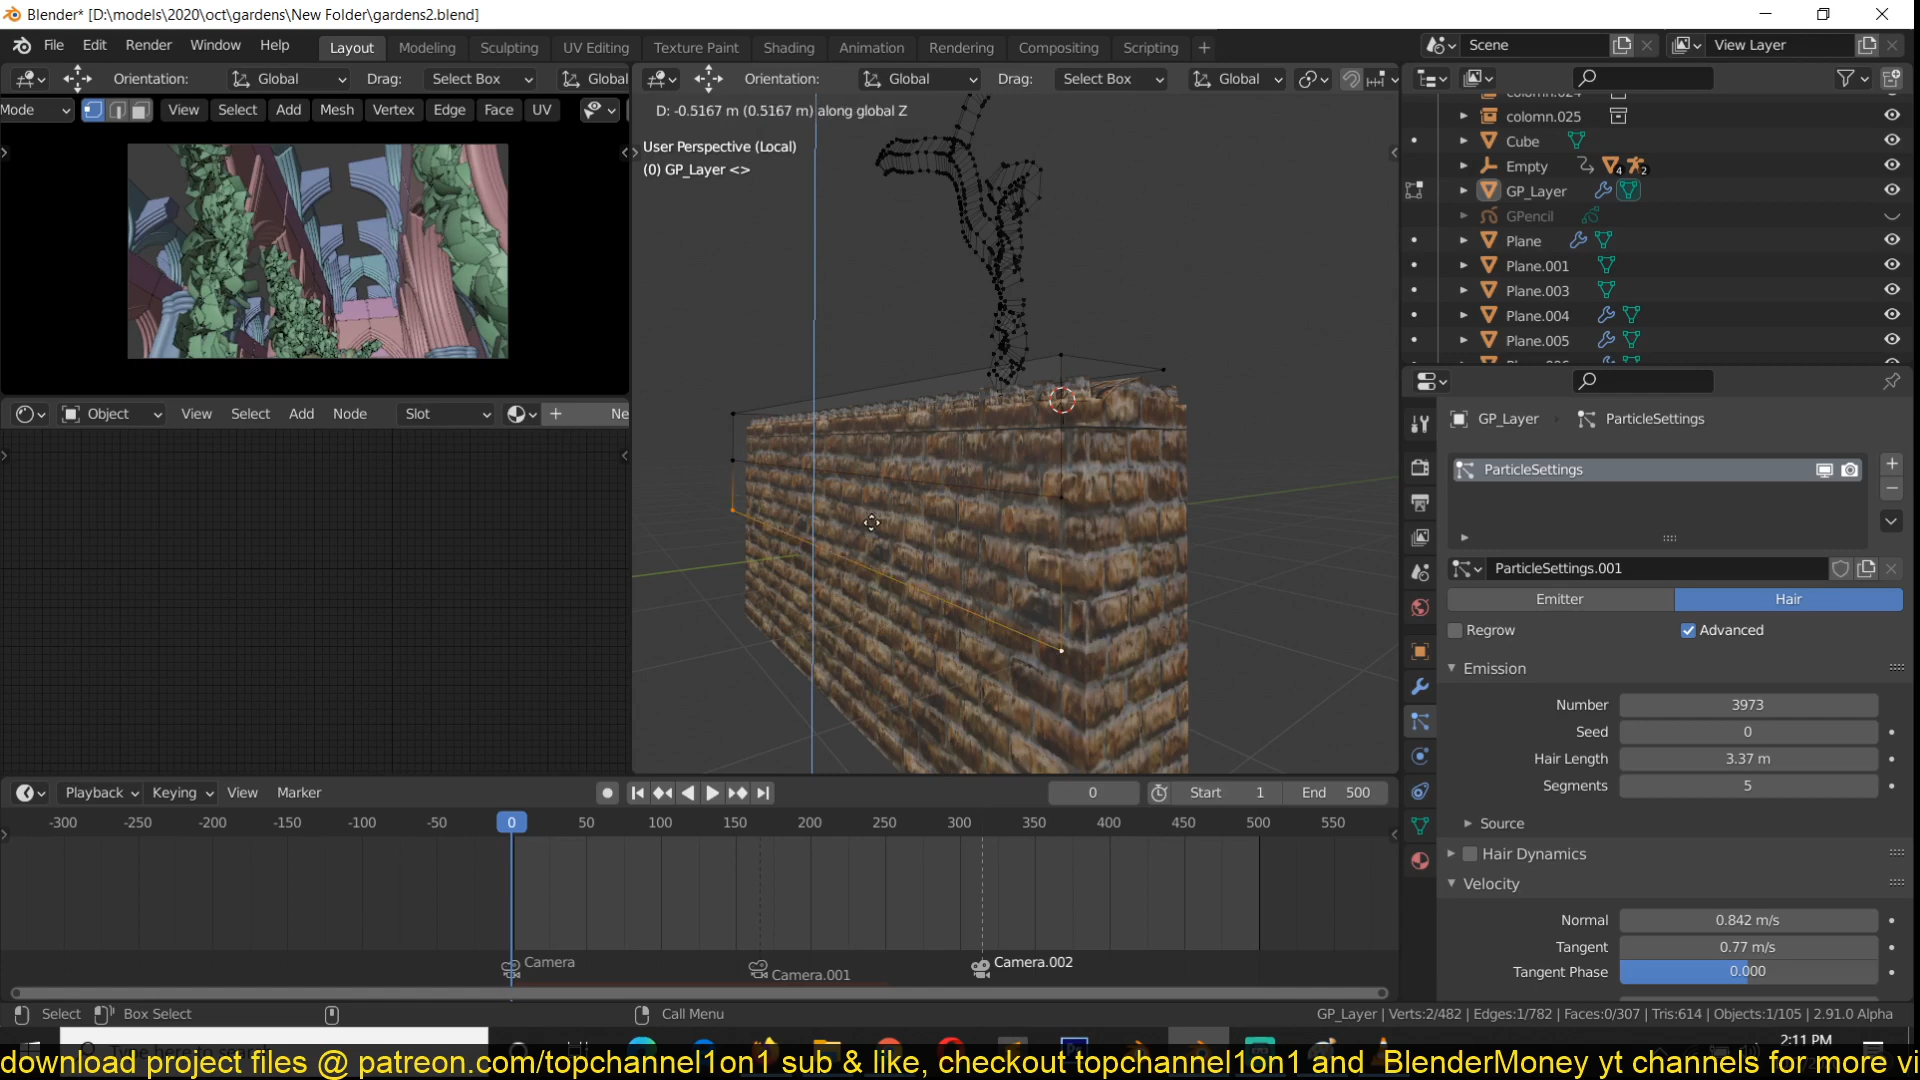 Blender* [D:\models\2020\oct\gardens\New Folder\gardens2.blend]
File Edit Render Window Help Layout Modeling Sculpting UV Editing Texture Paint Shading Animation Rendering Compositing Scripting + Scene View Layer
Orientation: Global Drag: Select Box Global Orientation: Global Drag: Select Box Global
Mode View Select Add Mesh Vertex Edge Face UV
D: -0.5167 m (0.5167 m) along global Z
User Perspective (Local)
(0) GP_Layer <>
colomn.025
Cube
Empty 4 2
GP_Layer
GPencil
Plane
Plane.001
Plane.003
Plane.004
Plane.005
Object View Select Add Node Slot Ne
GP_Layer ParticleSettings
ParticleSettings
ParticleSettings.001
Emitter Hair
Regrow Advanced
Emission
Number 3973
Seed 0
Hair Length 3.37 m
Segments 5
Source
Hair Dynamics
Velocity
Normal 0.842 m/s
Tangent 0.77 m/s
Tangent Phase 0.000
Playback Keying View Marker 0 Start 1 End 500
-300 -250 -200 -150 -100 -50 0 50 100 150 200 250 300 350 400 450 500 550
Camera Camera.001 Camera.002
Select Box Select Call Menu GP_Layer | Verts:2/482 | Edges:1/782 | Faces:0/307 | Tris:614 | Objects:1/105 | 2.91.0 Alpha
2:11 PM
download project files @ patreon.com/topchannel1on1 sub & like, checkout topchannel1on1 and BlenderMoney yt channels for more vi